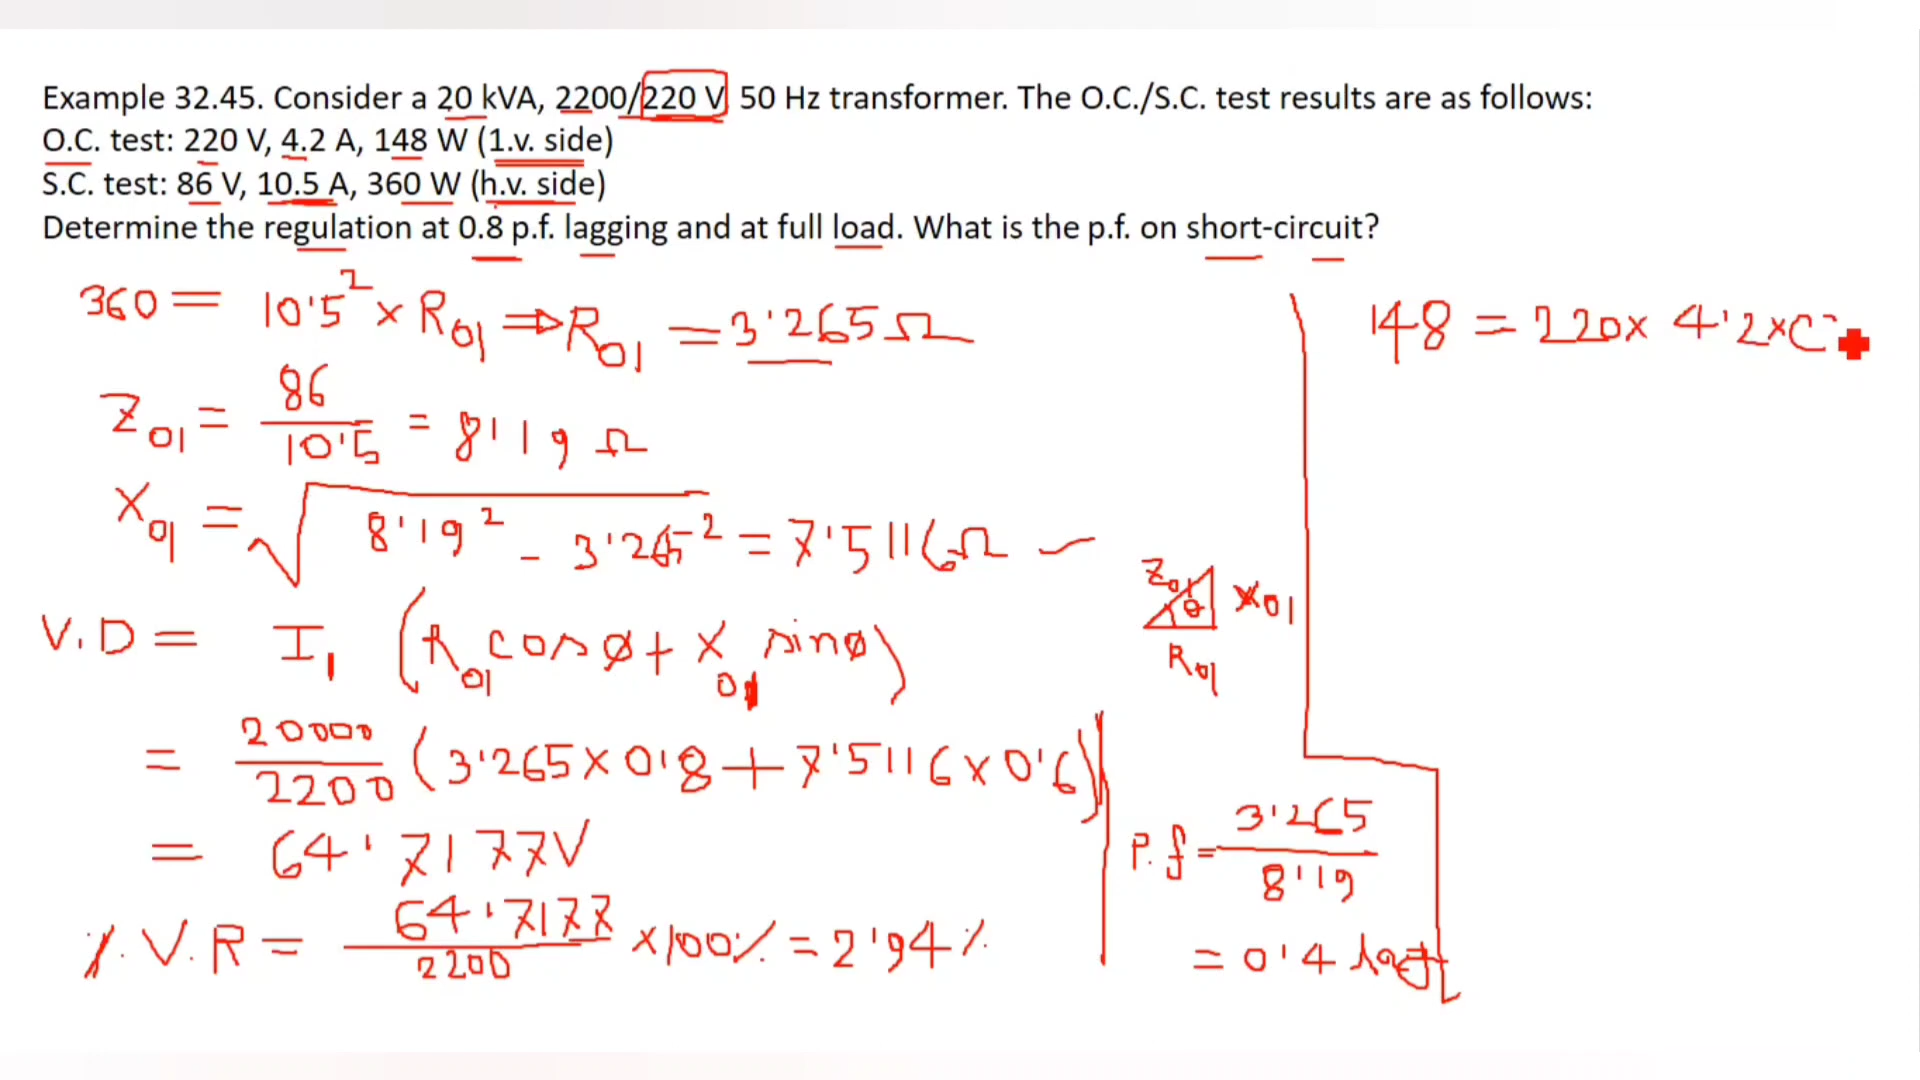 Example 32.45. Consider a 20 kVA, 2200/220 V 50 Hz transformer. The O.C./S.C. test results are as follows:
O.C. test: 220 V, 4.2 A, 148 W (1.v. side)
S.C. test: 86 V, 10.5 A, 360 W (h.v. side)
Determine the regulation at 0.8 p.f. lagging and at full load. What is the p.f. on short-circuit?
360 = 10.5² × R01 ⇒ R01 = 3.265 Ω
Z01 = 86/10.5 = 8.19 Ω
X01 = √(8.19² - 3.265²) = 7.5116 Ω
V.D = I1 (R01 cosø + X01 sinø)
= 20000/2200 (3.265 × 0.8 + 7.5116 × 0.6)
= 64.7177V
%.V.R = 64.7177/2200 × 100% = 2.94%
Z01 θ X01
R01
P.f = 3.265/8.19
= 0.4 lag
148 = 220 × 4.2 × C